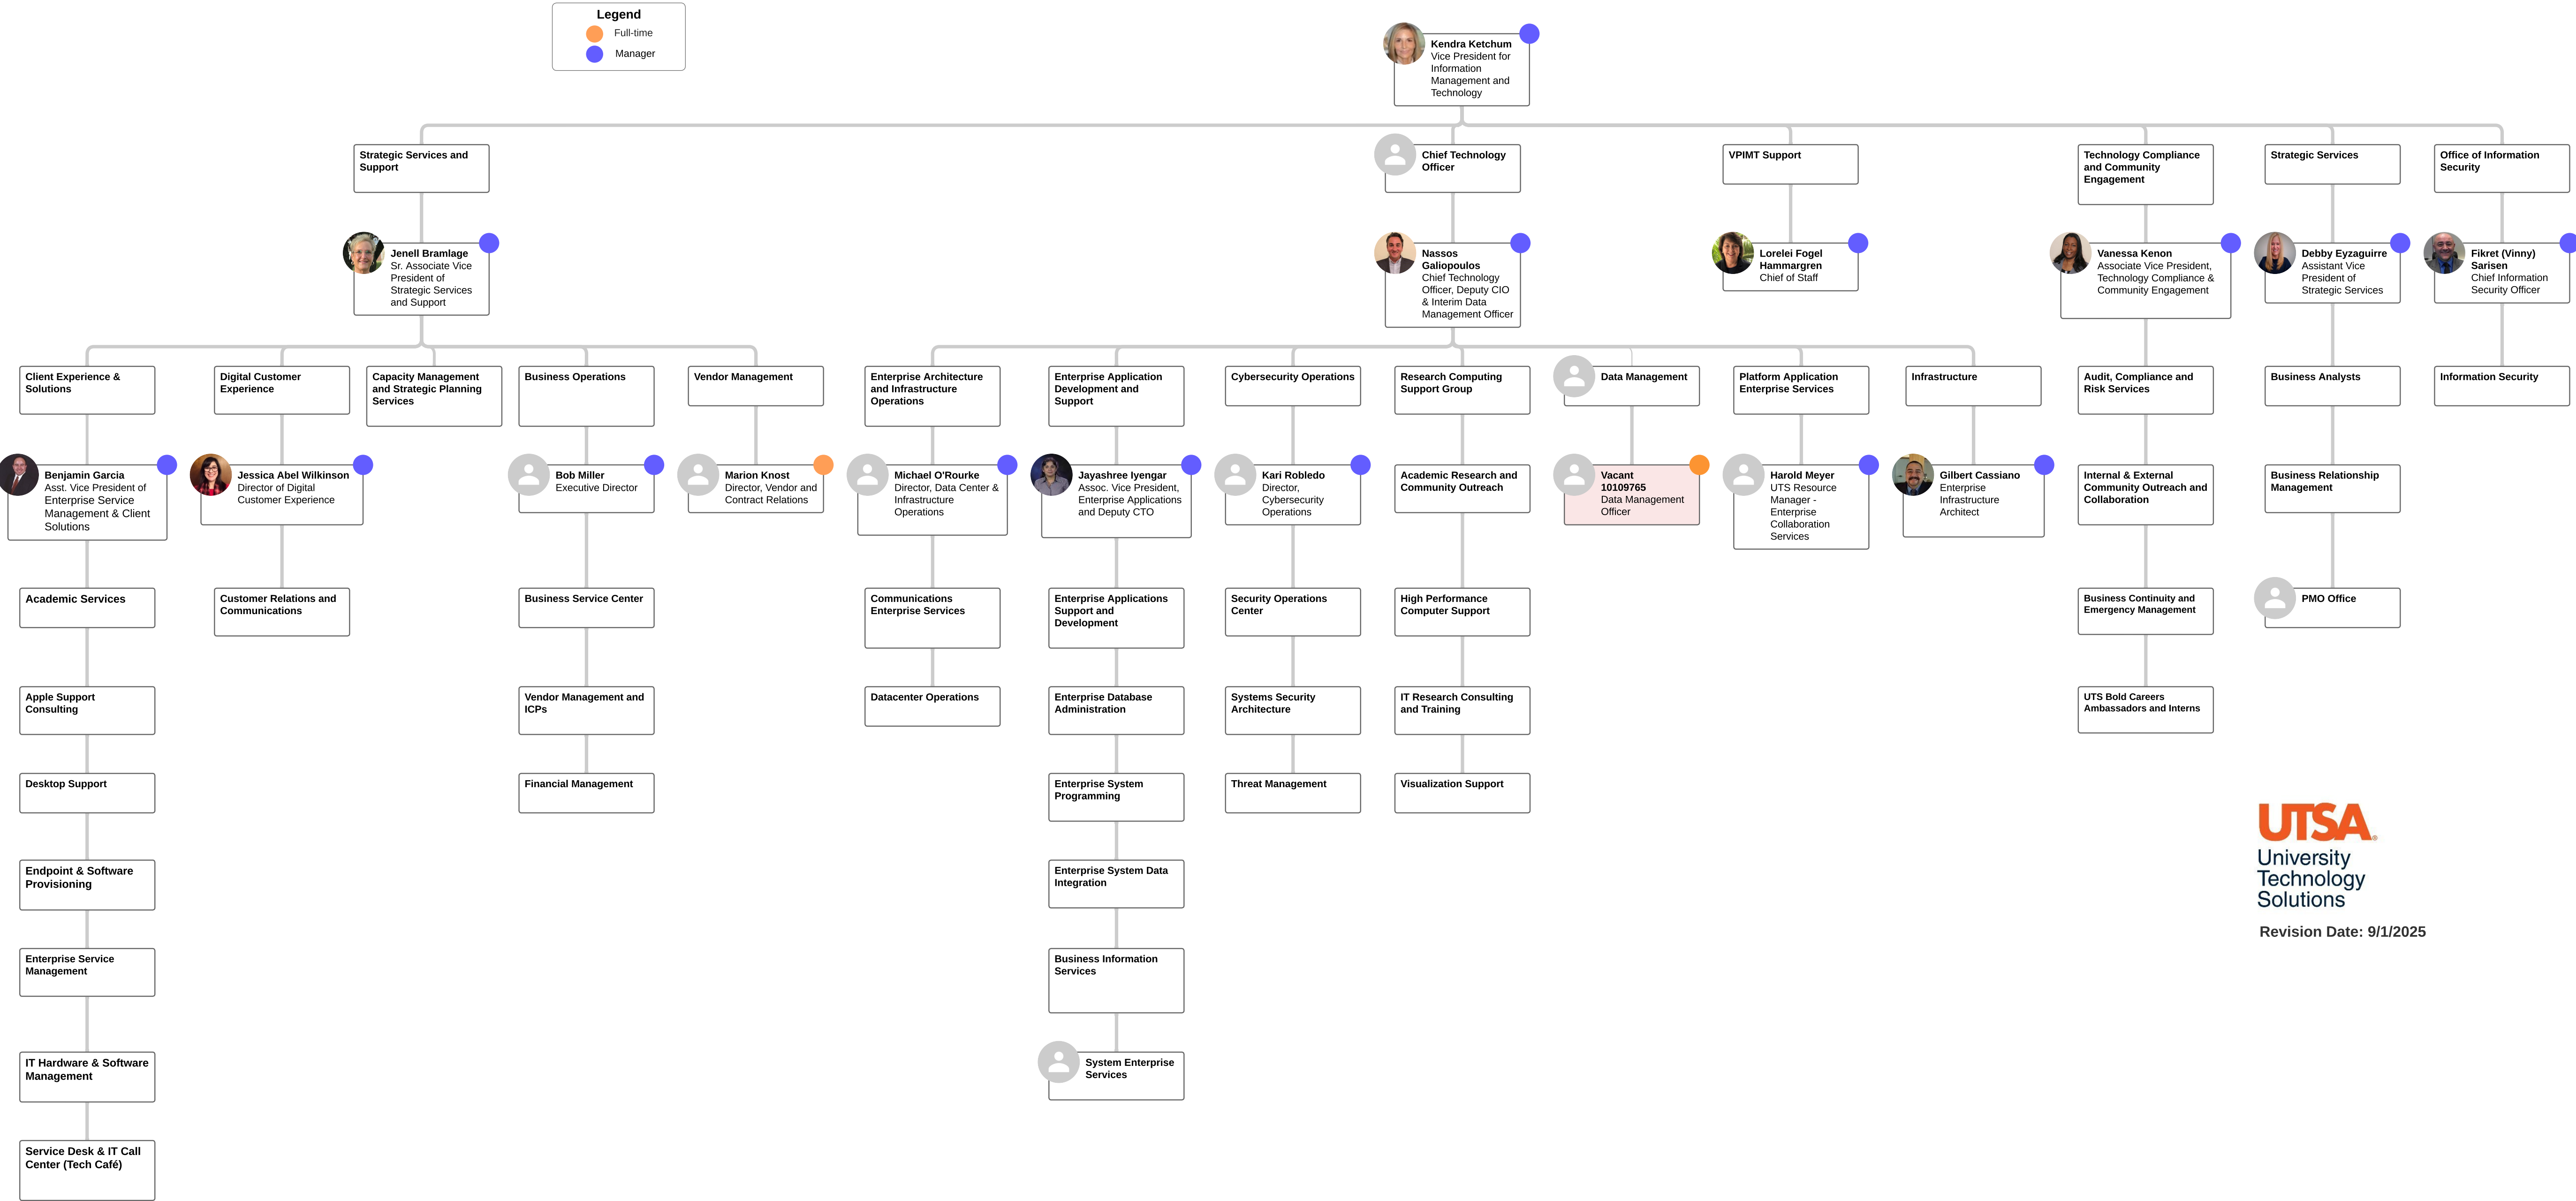 Legend
Full-time
Manager
Kendra Ketchum
Vice President for
Information
Management and
Technology
Strategic Services and
Support
Chief Technology
Officer
VPIMT Support
Technology Compliance
and Community
Engagement
Strategic Services
Office of Information
Security
Jenell Bramlage
Sr. Associate Vice
President of
Strategic Services
and Support
Nassos
Galiopoulos
Chief Technology
Officer, Deputy CIO
& Interim Data
Management Officer
Lorelei Fogel
Hammargren
Chief of Staff
Vanessa Kenon
Associate Vice President,
Technology Compliance &
Community Engagement
Debby Eyzaguirre
Assistant Vice
President of
Strategic Services
Fikret (Vinny)
Sarisen
Chief Information
Security Officer
Client Experience &
Solutions
Digital Customer
Experience
Capacity Management
and Strategic Planning
Services
Business Operations
Vendor Management
Enterprise Architecture
and Infrastructure
Operations
Enterprise Application
Development and
Support
Cybersecurity Operations
Research Computing
Support Group
Data Management
Platform Application
Enterprise Services
Infrastructure
Audit, Compliance and
Risk Services
Business Analysts
Information Security
Benjamin Garcia
Asst. Vice President of
Enterprise Service
Management & Client
Solutions
Jessica Abel Wilkinson
Director of Digital
Customer Experience
Bob Miller
Executive Director
Marion Knost
Director, Vendor and
Contract Relations
Michael O'Rourke
Director, Data Center &
Infrastructure
Operations
Jayashree Iyengar
Assoc. Vice President,
Enterprise Applications
and Deputy CTO
Kari Robledo
Director,
Cybersecurity
Operations
Academic Research and
Community Outreach
Vacant
10109765
Data Management
Officer
Harold Meyer
UTS Resource
Manager -
Enterprise
Collaboration
Services
Gilbert Cassiano
Enterprise
Infrastructure
Architect
Internal & External
Community Outreach and
Collaboration
Business Relationship
Management
Academic Services
Customer Relations and
Communications
Business Service Center
Communications
Enterprise Services
Enterprise Applications
Support and
Development
Security Operations
Center
High Performance
Computer Support
Business Continuity and
Emergency Management
PMO Office
Apple Support
Consulting
Vendor Management and
ICPs
Datacenter Operations
Enterprise Database
Administration
Systems Security
Architecture
IT Research Consulting
and Training
UTS Bold Careers
Ambassadors and Interns
Desktop Support
Financial Management
Enterprise System
Programming
Threat Management
Visualization Support
UTSA®
University
Technology
Solutions
Revision Date: 9/1/2025
Endpoint & Software
Provisioning
Enterprise System Data
Integration
Enterprise Service
Management
Business Information
Services
IT Hardware & Software
Management
System Enterprise
Services
Service Desk & IT Call
Center (Tech Café)